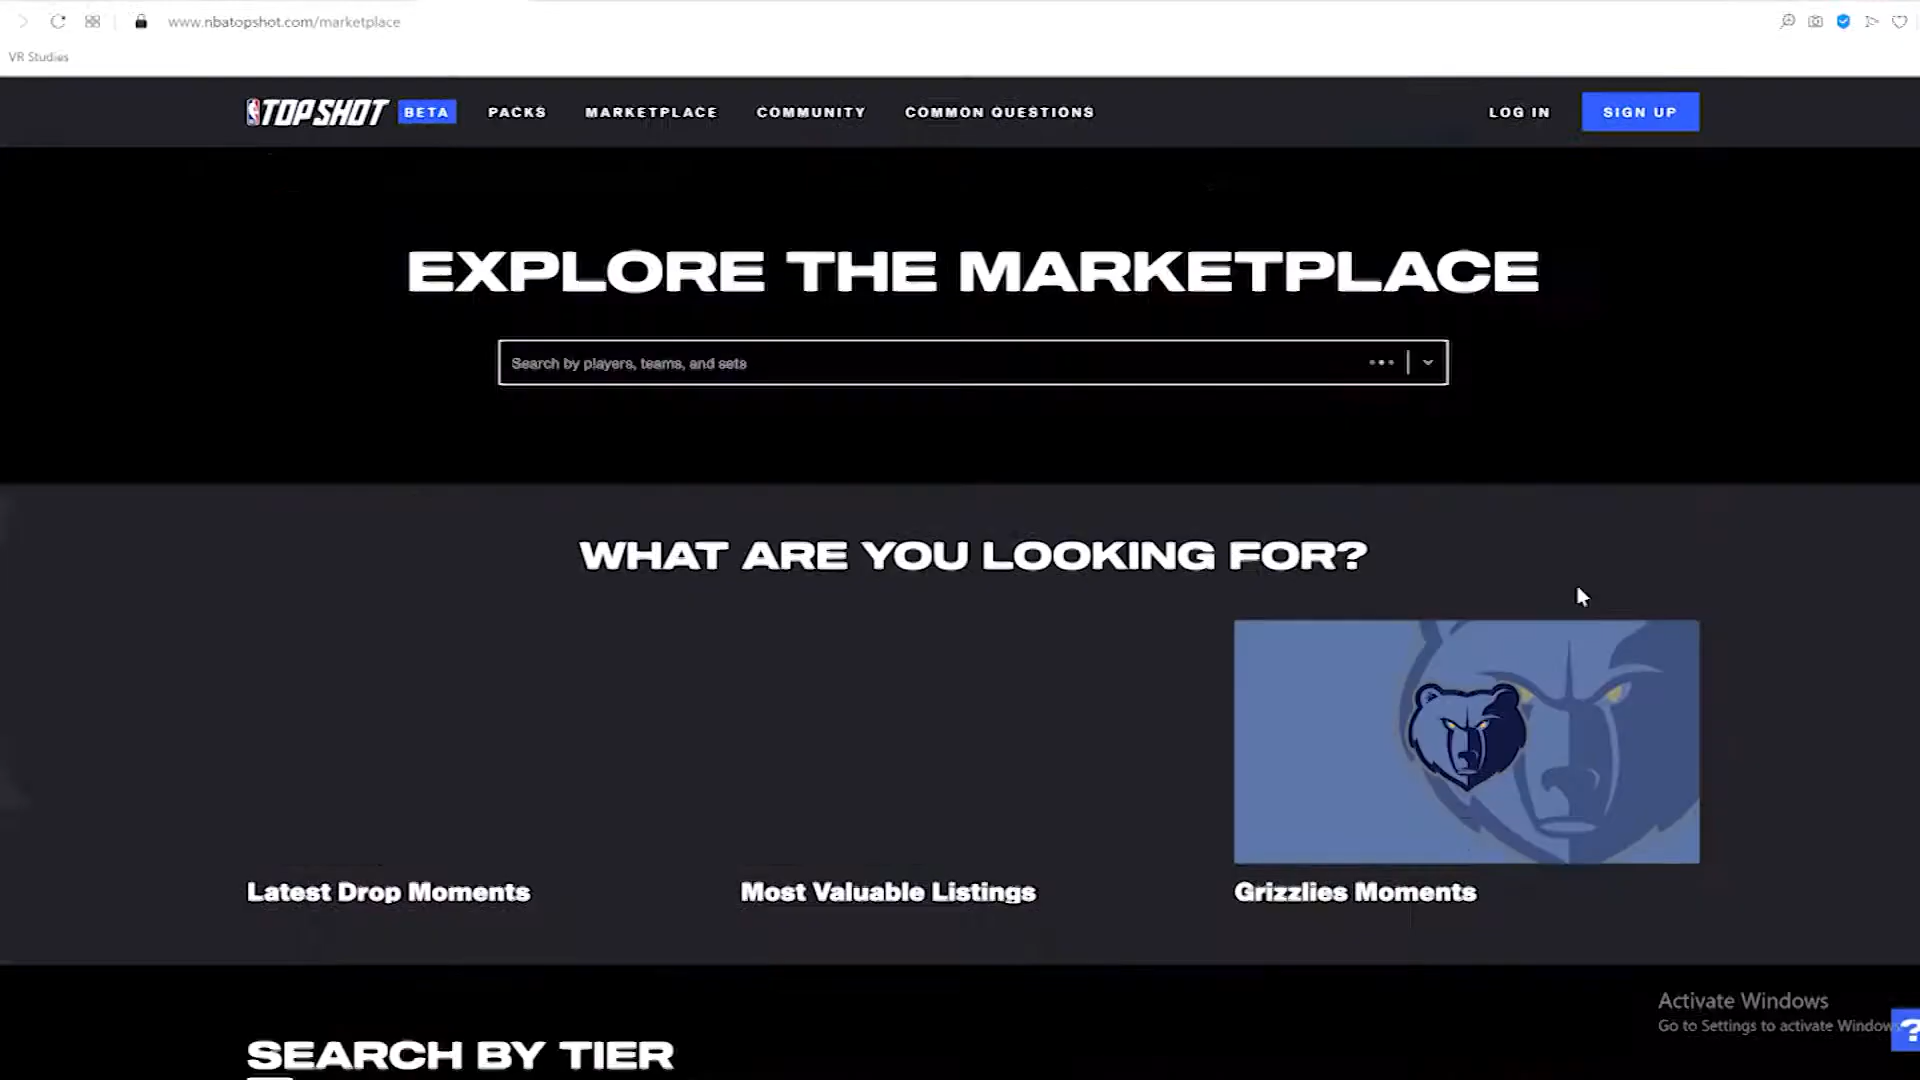 www.nbatopshot.com/marketplace
VR Studies
TOP SHOT BETA PACKS MARKETPLACE COMMUNITY COMMON QUESTIONS LOG IN SIGN UP
EXPLORE THE MARKETPLACE
Search by players, teams, and sets
WHAT ARE YOU LOOKING FOR?
Latest Drop Moments Most Valuable Listings Grizzlies Moments
Activate Windows
Go to Settings to activate Windows
?
SEARCH BY TIER